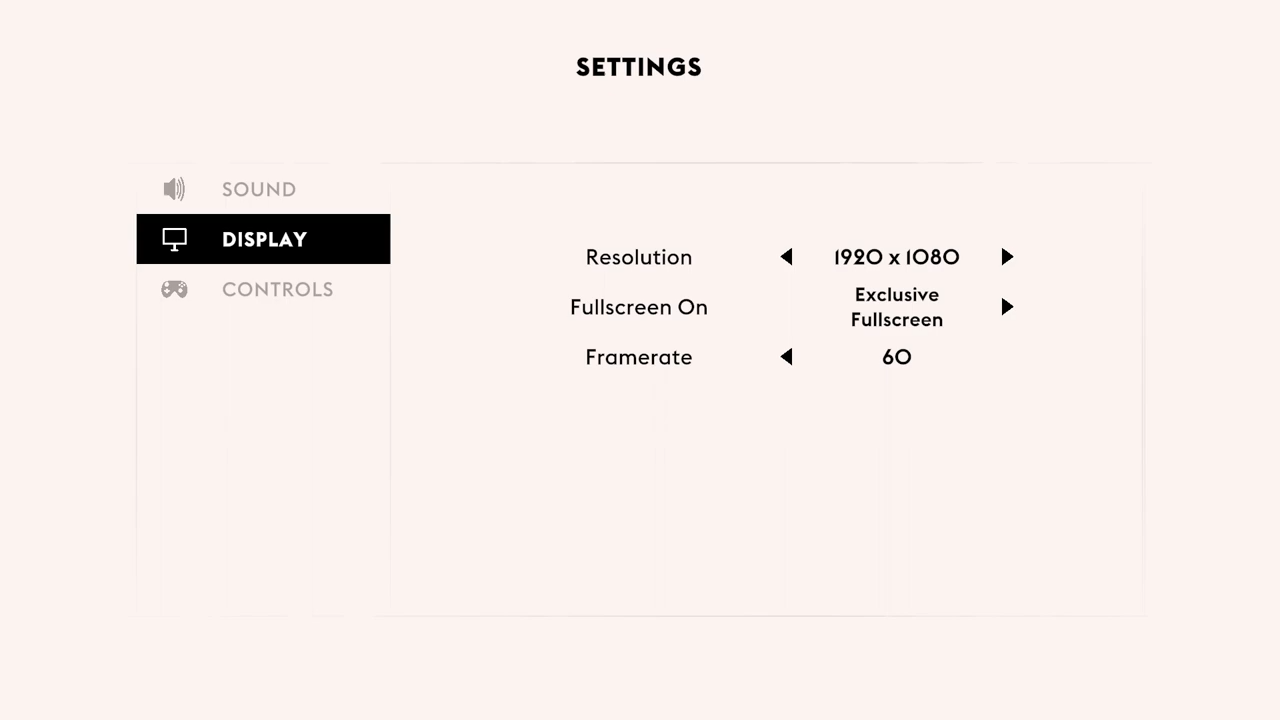 SETTINGS
SOUND
DISPLAY
CONTROLS
Resolution
1920 x 1080
Fullscreen On
Exclusive
Fullscreen
Framerate
60